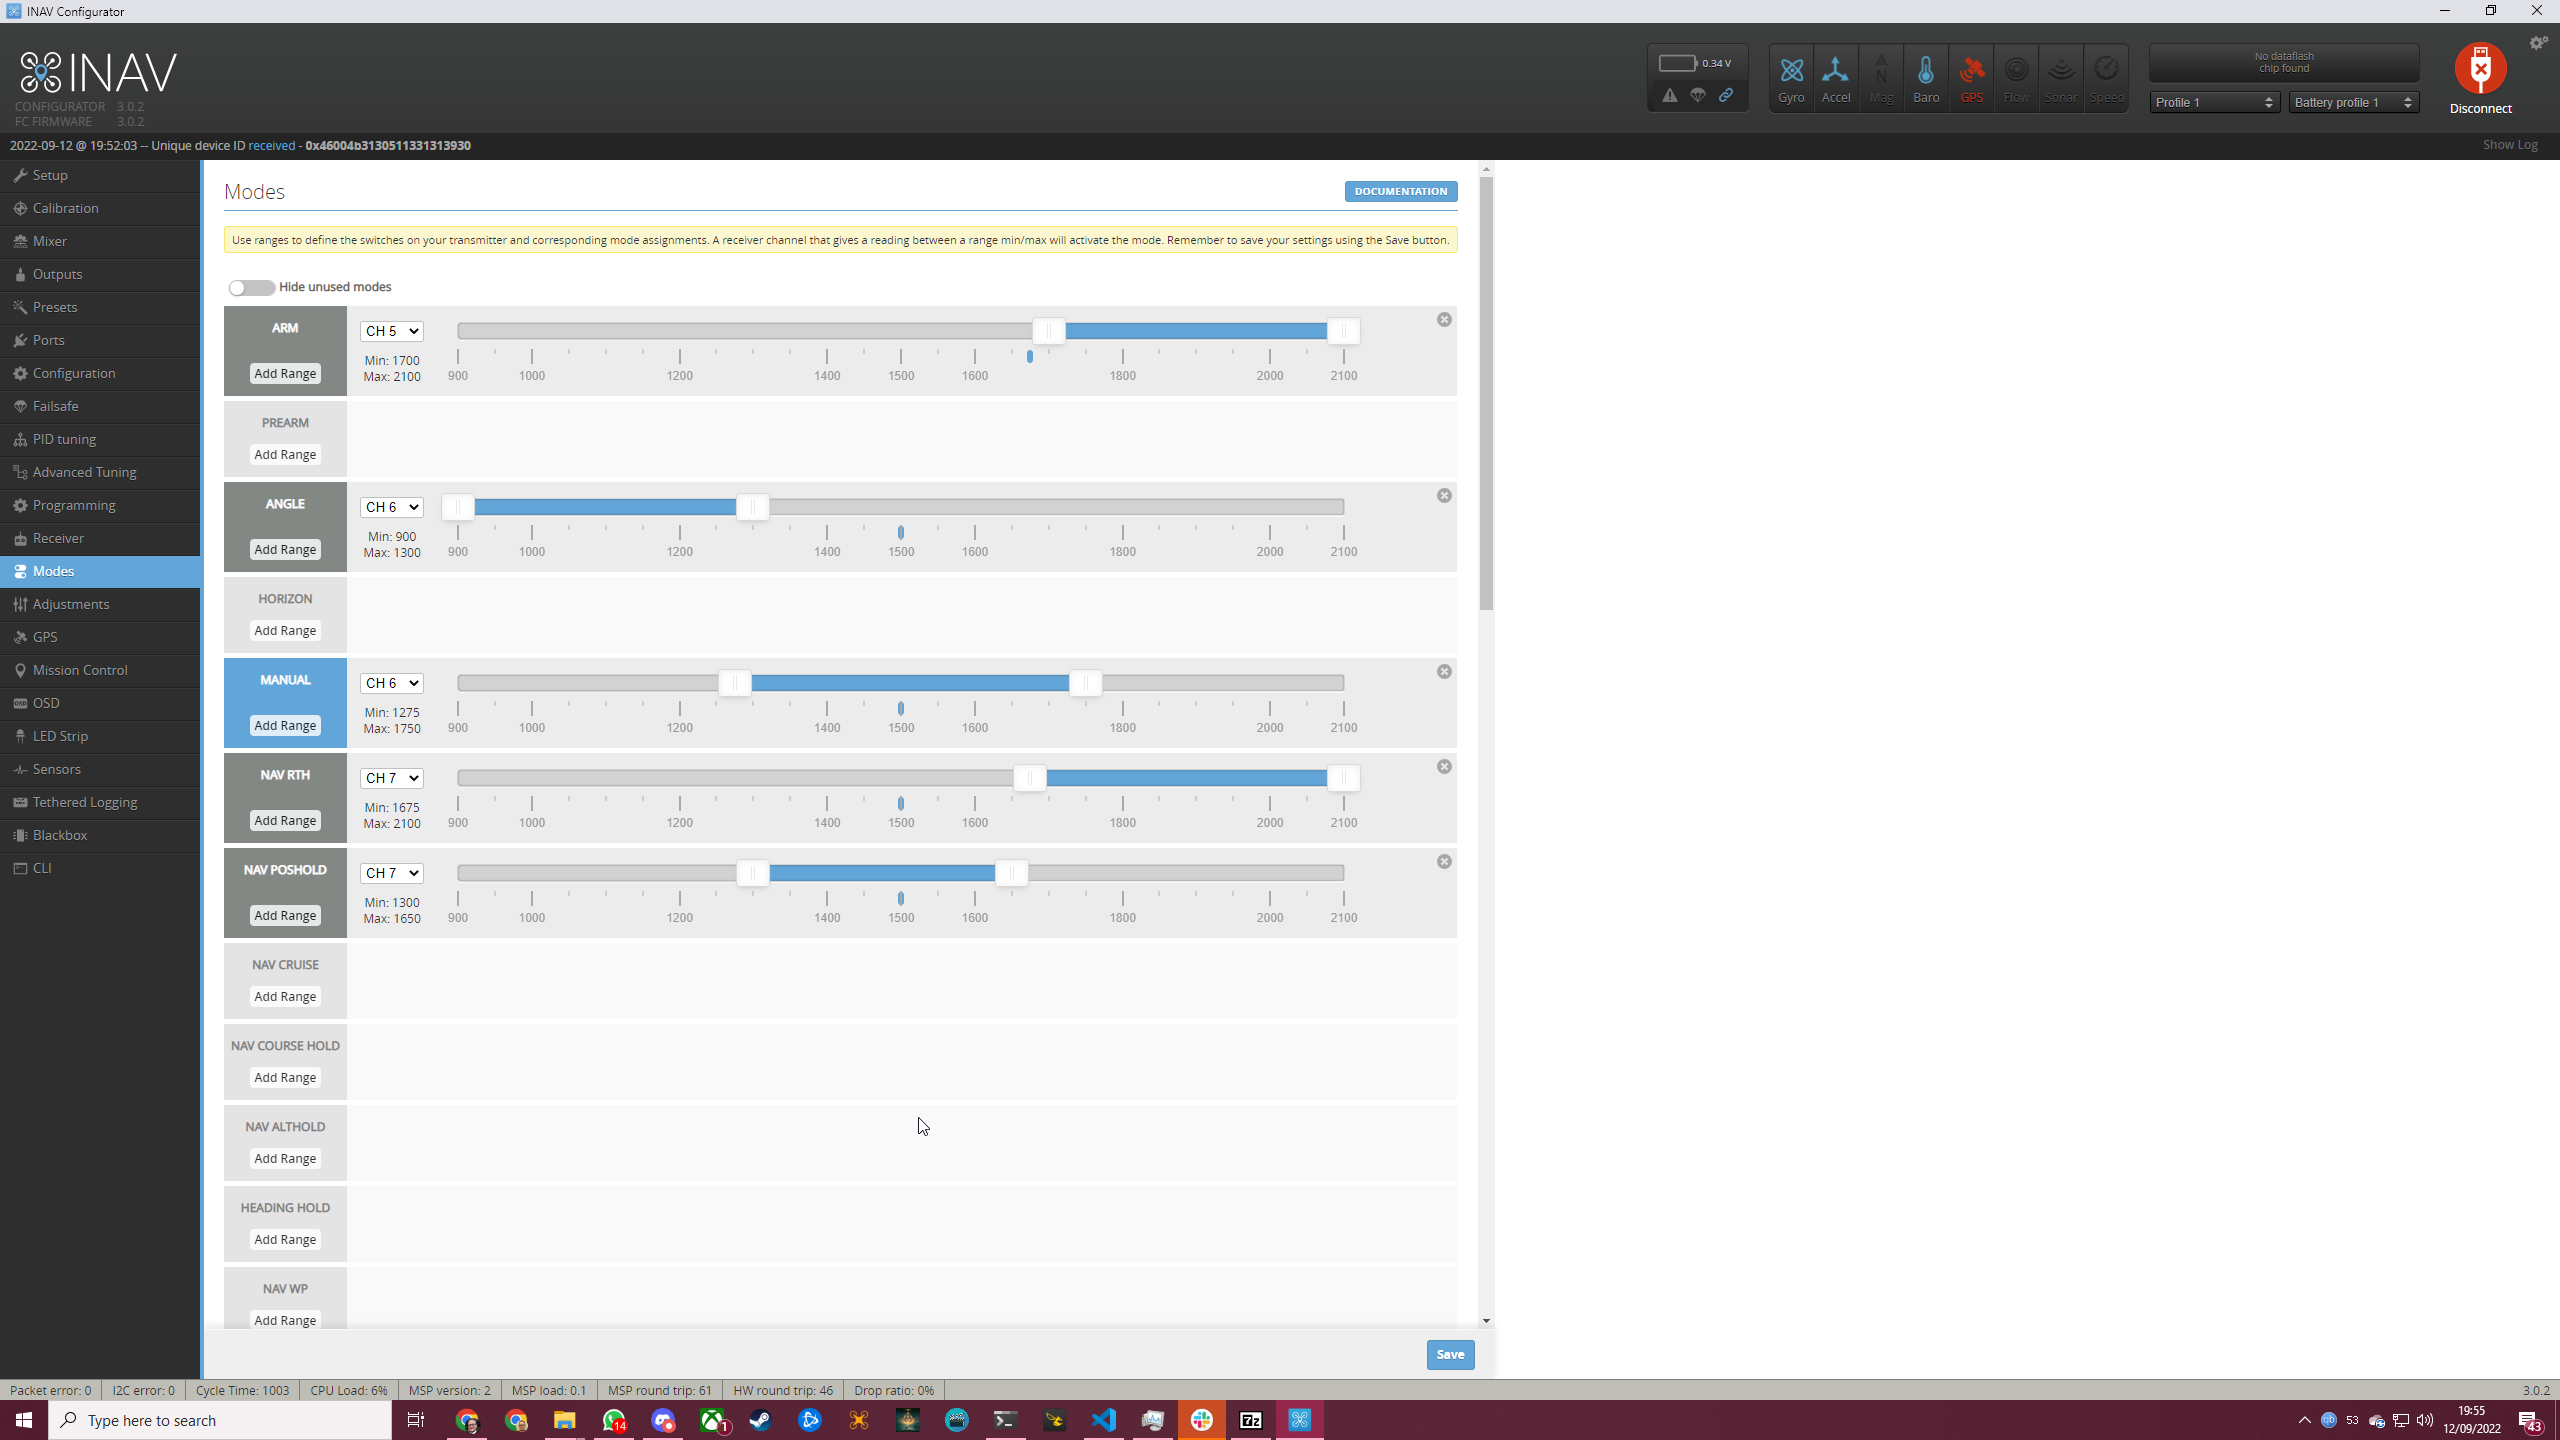 INAV Configurator
INAV
CONFIGURATOR 3.0.2
FC FIRMWARE 3.0.2
0.34 V
Gyro Accel Mag Baro GPS Flow Sonar Speed
No dataflash
chip found
Profile 1
Battery profile 1
Disconnect
2022-09-12 @ 19:52:03 -- Unique device ID received - 0x46004b3130511331313930
Show Log
Setup
Calibration
Mixer
Outputs
Presets
Ports
Configuration
Failsafe
PID tuning
Advanced Tuning
Programming
Receiver
Modes
Adjustments
GPS
Mission Control
OSD
LED Strip
Sensors
Tethered Logging
Blackbox
CLI
Modes
DOCUMENTATION
Use ranges to define the switches on your transmitter and corresponding mode assignments. A receiver channel that gives a reading between a range min/max will activate the mode. Remember to save your settings using the Save button.
Hide unused modes
ARM
Add Range
CH 5
Min: 1700
Max: 2100
900 1000 1200 1400 1500 1600 1800 2000 2100
PREARM
Add Range
ANGLE
Add Range
CH 6
Min: 900
Max: 1300
900 1000 1200 1400 1500 1600 1800 2000 2100
HORIZON
Add Range
MANUAL
Add Range
CH 6
Min: 1275
Max: 1750
900 1000 1200 1400 1500 1600 1800 2000 2100
NAV RTH
Add Range
CH 7
Min: 1675
Max: 2100
900 1000 1200 1400 1500 1600 1800 2000 2100
NAV POSHOLD
Add Range
CH 7
Min: 1300
Max: 1650
900 1000 1200 1400 1500 1600 1800 2000 2100
NAV CRUISE
Add Range
NAV COURSE HOLD
Add Range
NAV ALTHOLD
Add Range
HEADING HOLD
Add Range
NAV WP
Add Range
Save
Packet error: 0 I2C error: 0 Cycle Time: 1003 CPU Load: 6% MSP version: 2 MSP load: 0.1 MSP round trip: 61 HW round trip: 46 Drop ratio: 0% 3.0.2
Type here to search
14
1
7z
qb
53
19:55
12/09/2022
43